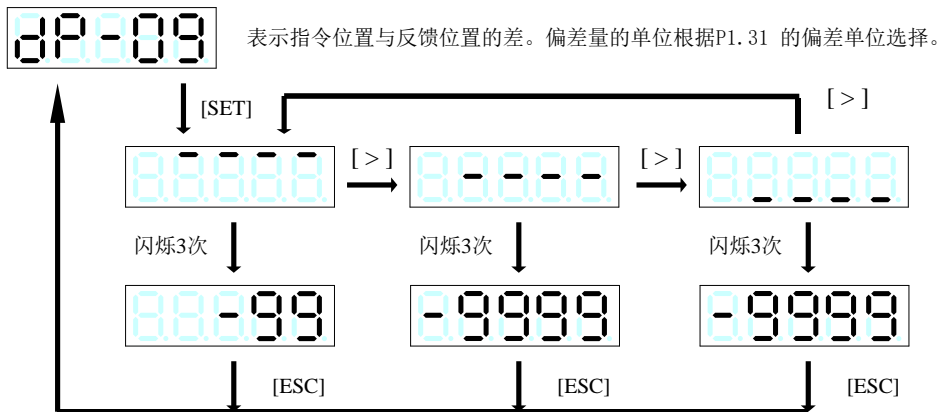 dP-09 表示指令位置与反馈位置的差。偏差量的单位根据P1.31 的偏差单位选择。
[SET] [ > ]
---- [ > ] ---- [ > ] ----
闪烁3次 闪烁3次 闪烁3次
-99 -9999 -9999
[ESC] [ESC] [ESC]